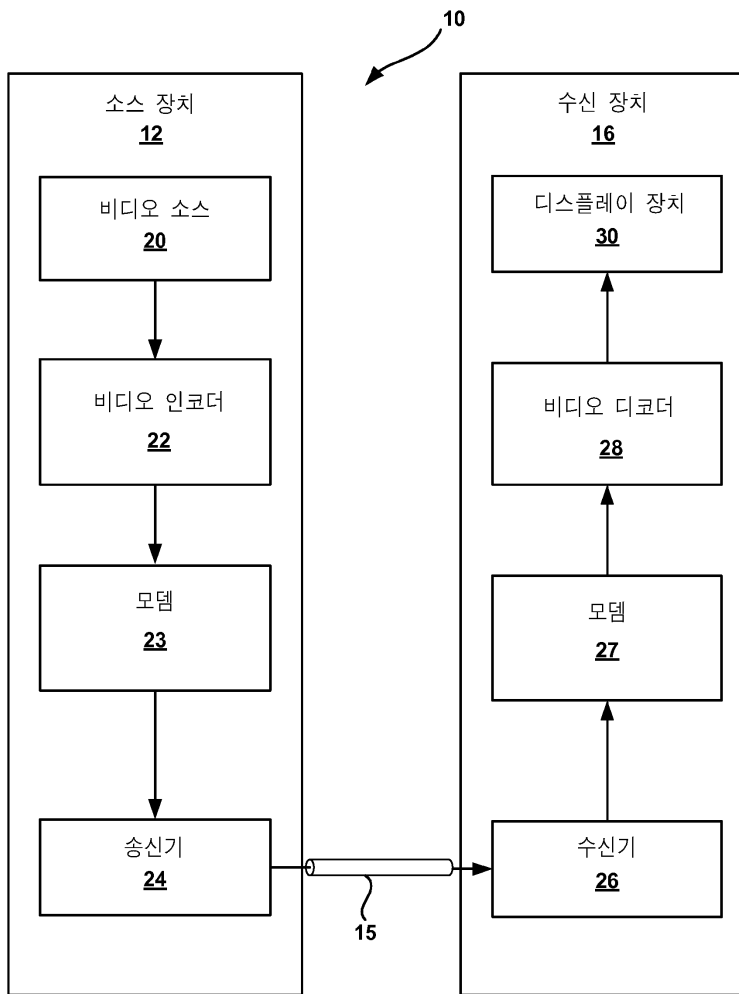 10
소스 장치
12
비디오 소스
20
비디오 인코더
22
모뎀
23
송신기
24
15
수신 장치
16
디스플레이 장치
30
비디오 디코더
28
모뎀
27
수신기
26